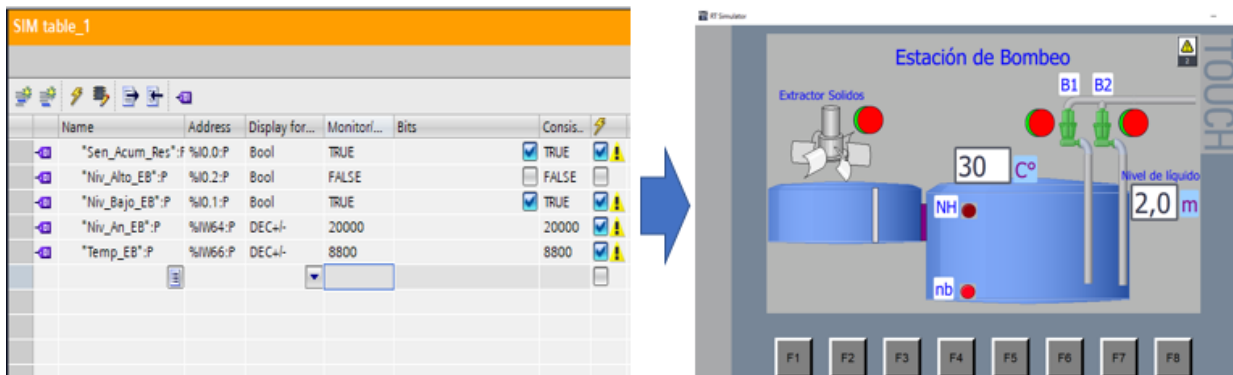 SIM table_1
Name Address Display for... Monitor/... Bits Consis...
"Sen_Acum_Res":P %I0.0:P Bool TRUE TRUE
"Niv_Alto_EB":P %I0.2:P Bool FALSE FALSE
"Niv_Bajo_EB":P %I0.1:P Bool TRUE TRUE
"Niv_An_EB":P %IW64:P DEC+/- 20000 20000
"Temp_EB":P %IW66:P DEC+/- 8800 8800
RT Simulator
Estación de Bombeo
2
TOUCH
B1 B2
Extractor Solidos
30 Cº
Nivel de líquido
2,0 m
NH
nb
F1 F2 F3 F4 F5 F6 F7 F8